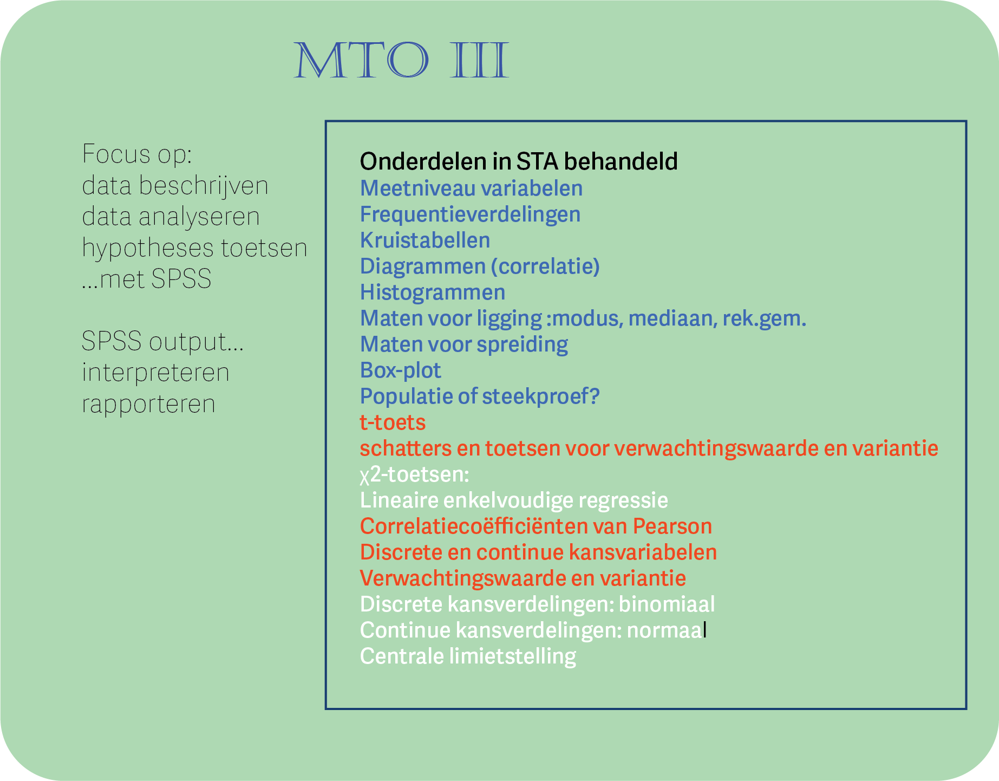 MTO III
Focus op:
data beschrijven
data analyseren
hypotheses toetsen
...met SPSS
SPSS output...
interpreteren
rapporteren
Onderdelen in STA behandeld
Meetniveau variabelen
Frequentieverdelingen
Kruistabellen
Diagrammen (correlatie)
Histogrammen
Maten voor ligging :modus, mediaan, rek.gem.
Maten voor spreiding
Box-plot
Populatie of steekproef?
t-toets
schatters en toetsen voor verwachtingswaarde en variantie
χ2-toetsen:
Lineaire enkelvoudige regressie
Correlatiecoëfficiënten van Pearson
Discrete en continue kansvariabelen
Verwachtingswaarde en variantie
Discrete kansverdelingen: binomiaal
Continue kansverdelingen: normaal
Centrale limietstelling